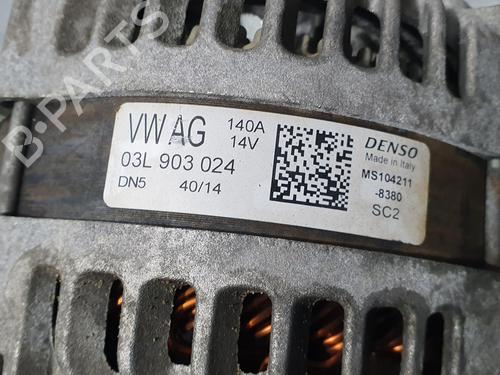 VW AG
140A
14V
03L 903 024
DN5 40/14
DENSO
Made in Italy
MS104211
-8380
SC2
B-PARTS